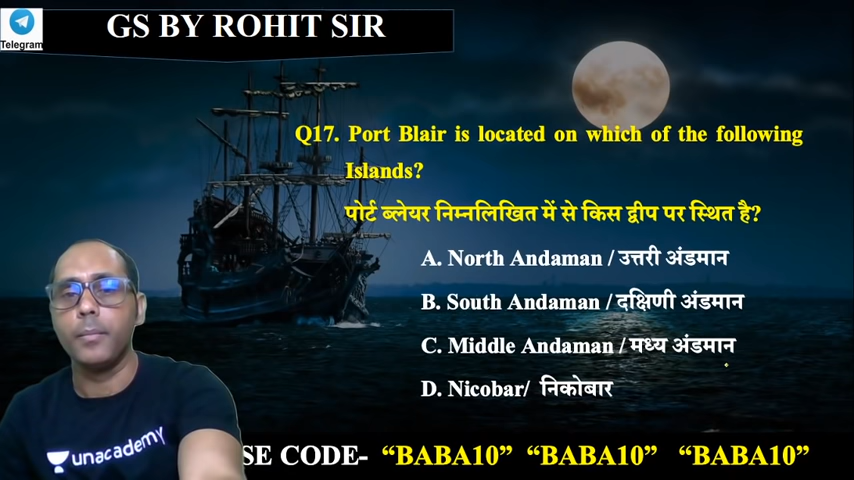 Telegram
GS BY ROHIT SIR
Q17. Port Blair is located on which of the following
Islands?
पोर्ट ब्लेयर निम्नलिखित में से किस द्वीप पर स्थित है?
A. North Andaman / उत्तरी अंडमान
B. South Andaman / दक्षिणी अंडमान
C. Middle Andaman / मध्य अंडमान
D. Nicobar/ निकोबार
unacademy
SE CODE- “BABA10” “BABA10” “BABA10”